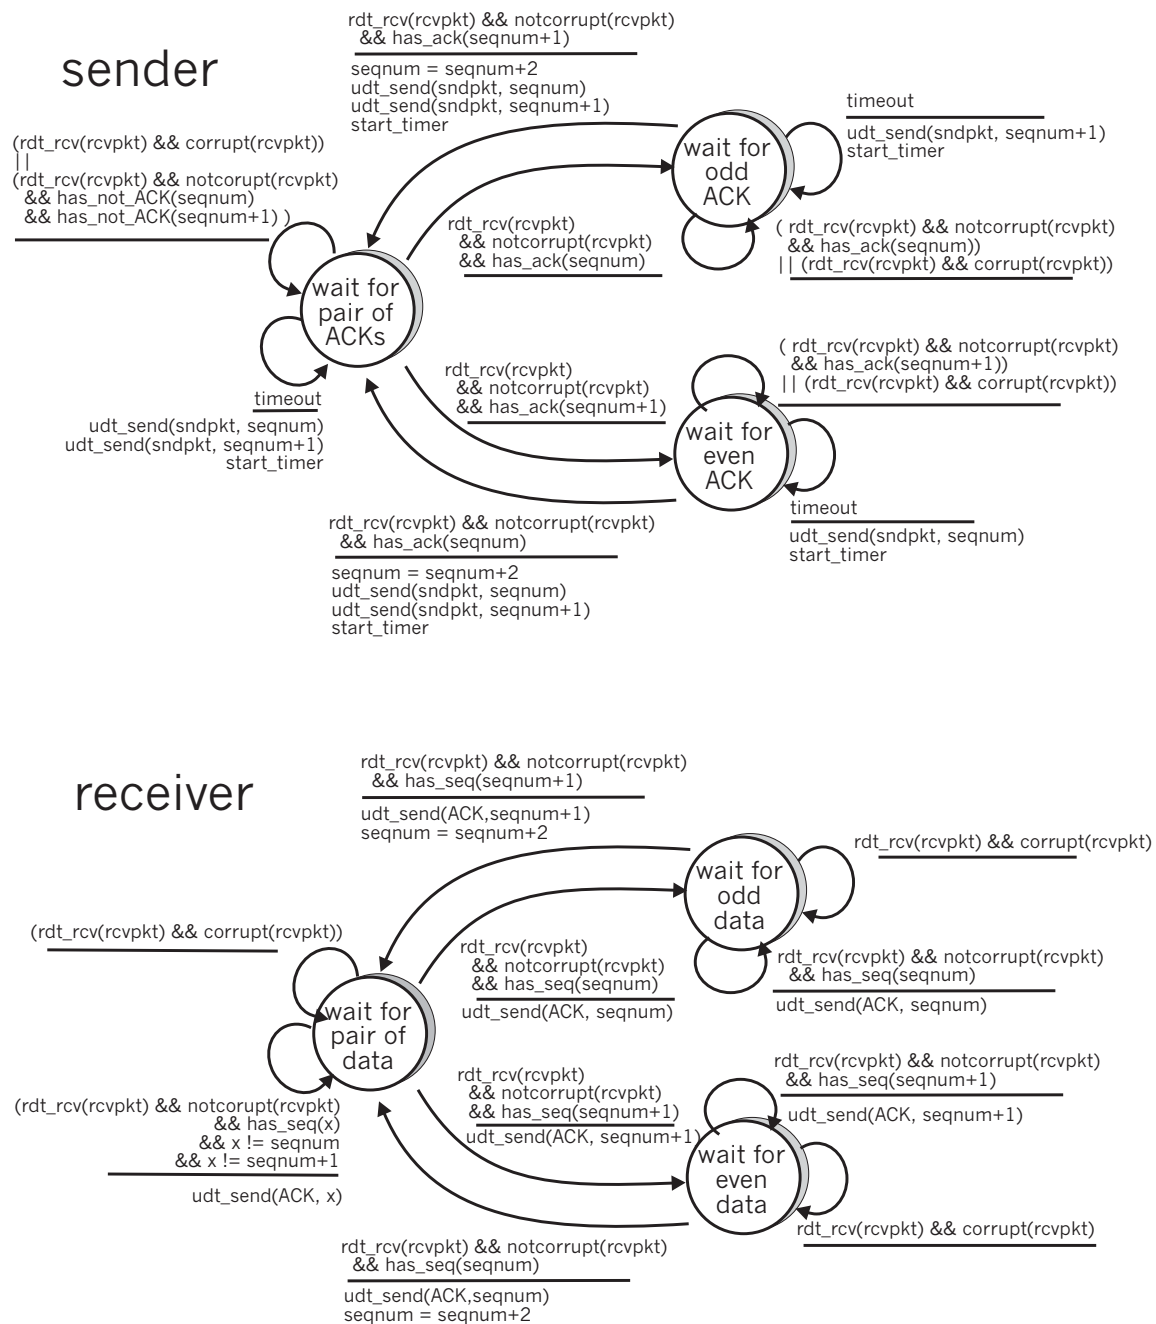 sender
rdt_rcv(rcvpkt) && notcorrupt(rcvpkt)
&& has_ack(seqnum+1)
seqnum = seqnum+2
udt_send(sndpkt, seqnum)
udt_send(sndpkt, seqnum+1)
start_timer
timeout
udt_send(sndpkt, seqnum+1)
start_timer
(rdt_rcv(rcvpkt) && corrupt(rcvpkt))
||
(rdt_rcv(rcvpkt) && notcorupt(rcvpkt)
&& has_not_ACK(seqnum)
&& has_not_ACK(seqnum+1) )
wait for
odd
ACK
rdt_rcv(rcvpkt)
&& notcorrupt(rcvpkt)
&& has_ack(seqnum)
( rdt_rcv(rcvpkt) && notcorrupt(rcvpkt)
&& has_ack(seqnum))
|| (rdt_rcv(rcvpkt) && corrupt(rcvpkt))
wait for
pair of
ACKs
timeout
udt_send(sndpkt, seqnum)
udt_send(sndpkt, seqnum+1)
start_timer
rdt_rcv(rcvpkt)
&& notcorrupt(rcvpkt)
&& has_ack(seqnum+1)
( rdt_rcv(rcvpkt) && notcorrupt(rcvpkt)
&& has_ack(seqnum+1))
|| (rdt_rcv(rcvpkt) && corrupt(rcvpkt))
wait for
even
ACK
timeout
udt_send(sndpkt, seqnum)
start_timer
rdt_rcv(rcvpkt) && notcorrupt(rcvpkt)
&& has_ack(seqnum)
seqnum = seqnum+2
udt_send(sndpkt, seqnum)
udt_send(sndpkt, seqnum+1)
start_timer
receiver
rdt_rcv(rcvpkt) && notcorrupt(rcvpkt)
&& has_seq(seqnum+1)
udt_send(ACK,seqnum+1)
seqnum = seqnum+2
rdt_rcv(rcvpkt) && corrupt(rcvpkt)
wait for
odd
data
(rdt_rcv(rcvpkt) && corrupt(rcvpkt))
rdt_rcv(rcvpkt)
&& notcorrupt(rcvpkt)
&& has_seq(seqnum)
udt_send(ACK, seqnum)
rdt_rcv(rcvpkt) && notcorrupt(rcvpkt)
&& has_seq(seqnum)
udt_send(ACK, seqnum)
wait for
pair of
data
(rdt_rcv(rcvpkt) && notcorupt(rcvpkt)
&& has_seq(x)
&& x != seqnum
&& x != seqnum+1
udt_send(ACK, x)
rdt_rcv(rcvpkt)
&& notcorrupt(rcvpkt)
&& has_seq(seqnum+1)
udt_send(ACK, seqnum+1)
rdt_rcv(rcvpkt) && notcorrupt(rcvpkt)
&& has_seq(seqnum+1)
udt_send(ACK, seqnum+1)
wait for
even
data
rdt_rcv(rcvpkt) && corrupt(rcvpkt)
rdt_rcv(rcvpkt) && notcorrupt(rcvpkt)
&& has_seq(seqnum)
udt_send(ACK,seqnum)
seqnum = seqnum+2